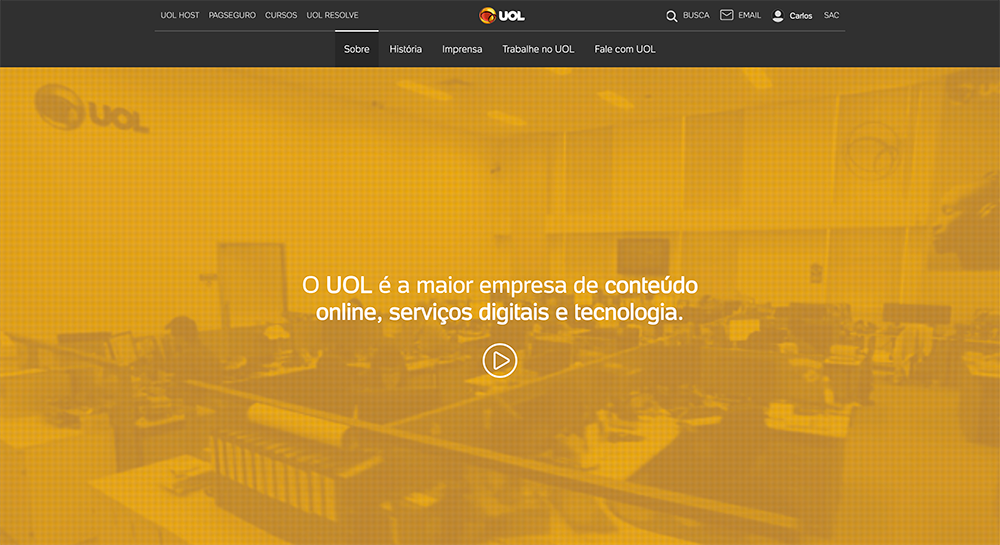 UOL HOST PAGSEGURO CURSOS UOL RESOLVE UOL BUSCA EMAIL Carlos SAC
Sobre História Imprensa Trabalhe no UOL Fale com UOL
UOL
O UOL é a maior empresa de conteúdo
online, serviços digitais e tecnologia.